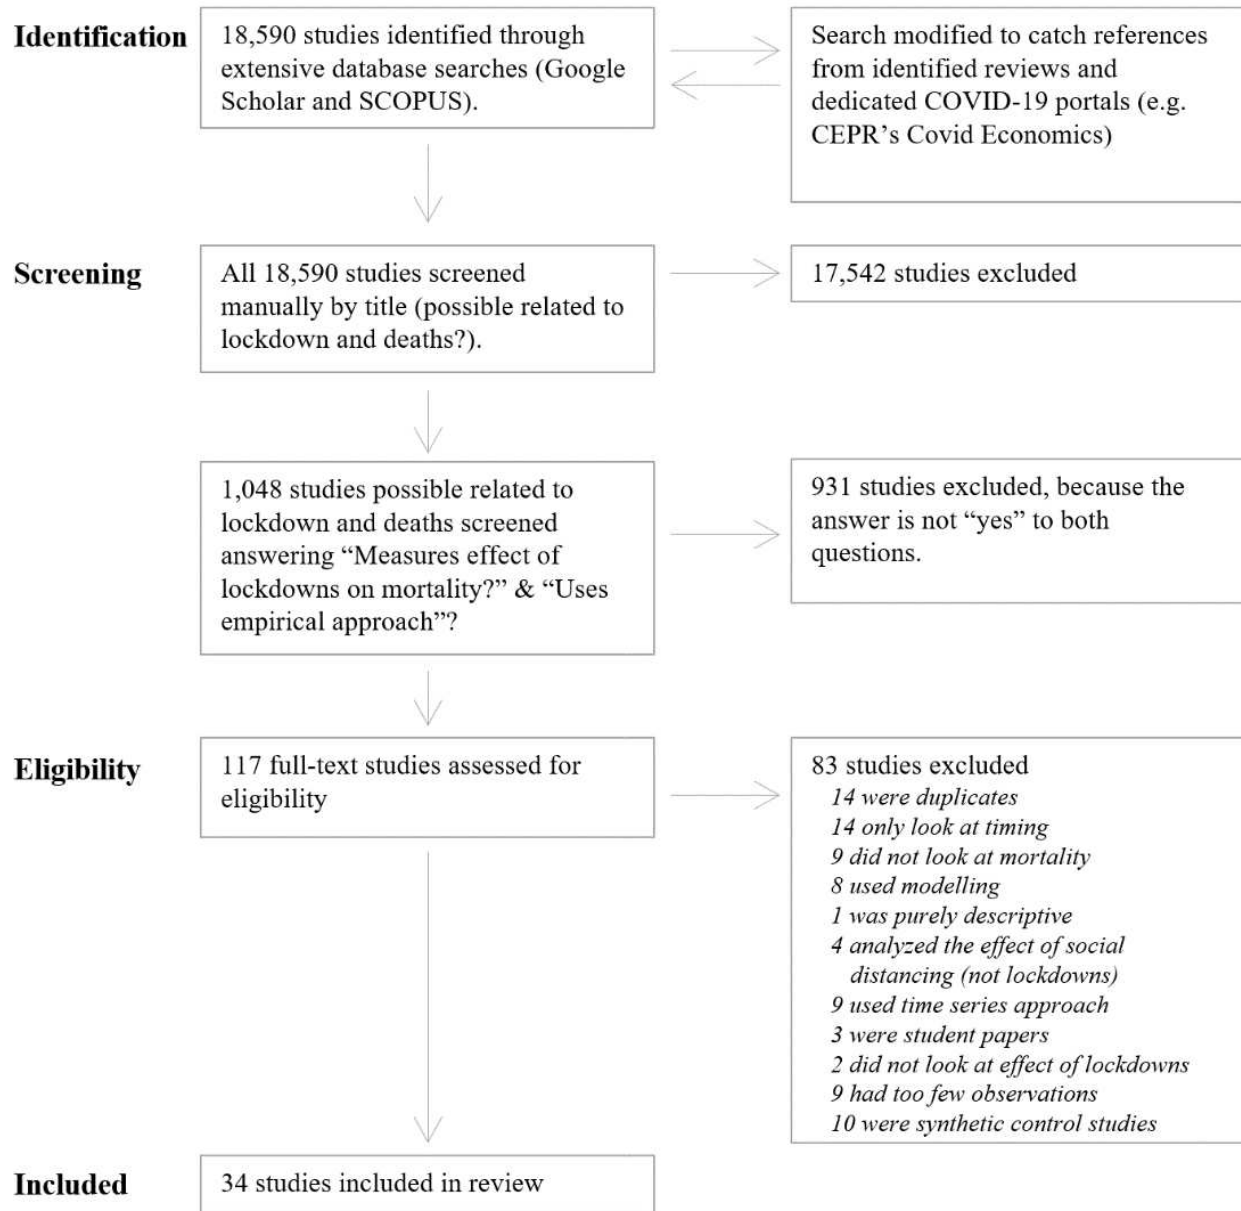 Identification
18,590 studies identified through
extensive database searches (Google
Scholar and SCOPUS).
Search modified to catch references
from identified reviews and
dedicated COVID-19 portals (e.g.
CEPR’s Covid Economics)
Screening
All 18,590 studies screened
manually by title (possible related to
lockdown and deaths?).
17,542 studies excluded
1,048 studies possible related to
lockdown and deaths screened
answering “Measures effect of
lockdowns on mortality?” & “Uses
empirical approach”?
931 studies excluded, because the
answer is not “yes” to both
questions.
Eligibility
117 full-text studies assessed for
eligibility
83 studies excluded
14 were duplicates
14 only look at timing
9 did not look at mortality
8 used modelling
1 was purely descriptive
4 analyzed the effect of social
distancing (not lockdowns)
9 used time series approach
3 were student papers
2 did not look at effect of lockdowns
9 had too few observations
10 were synthetic control studies
Included
34 studies included in review